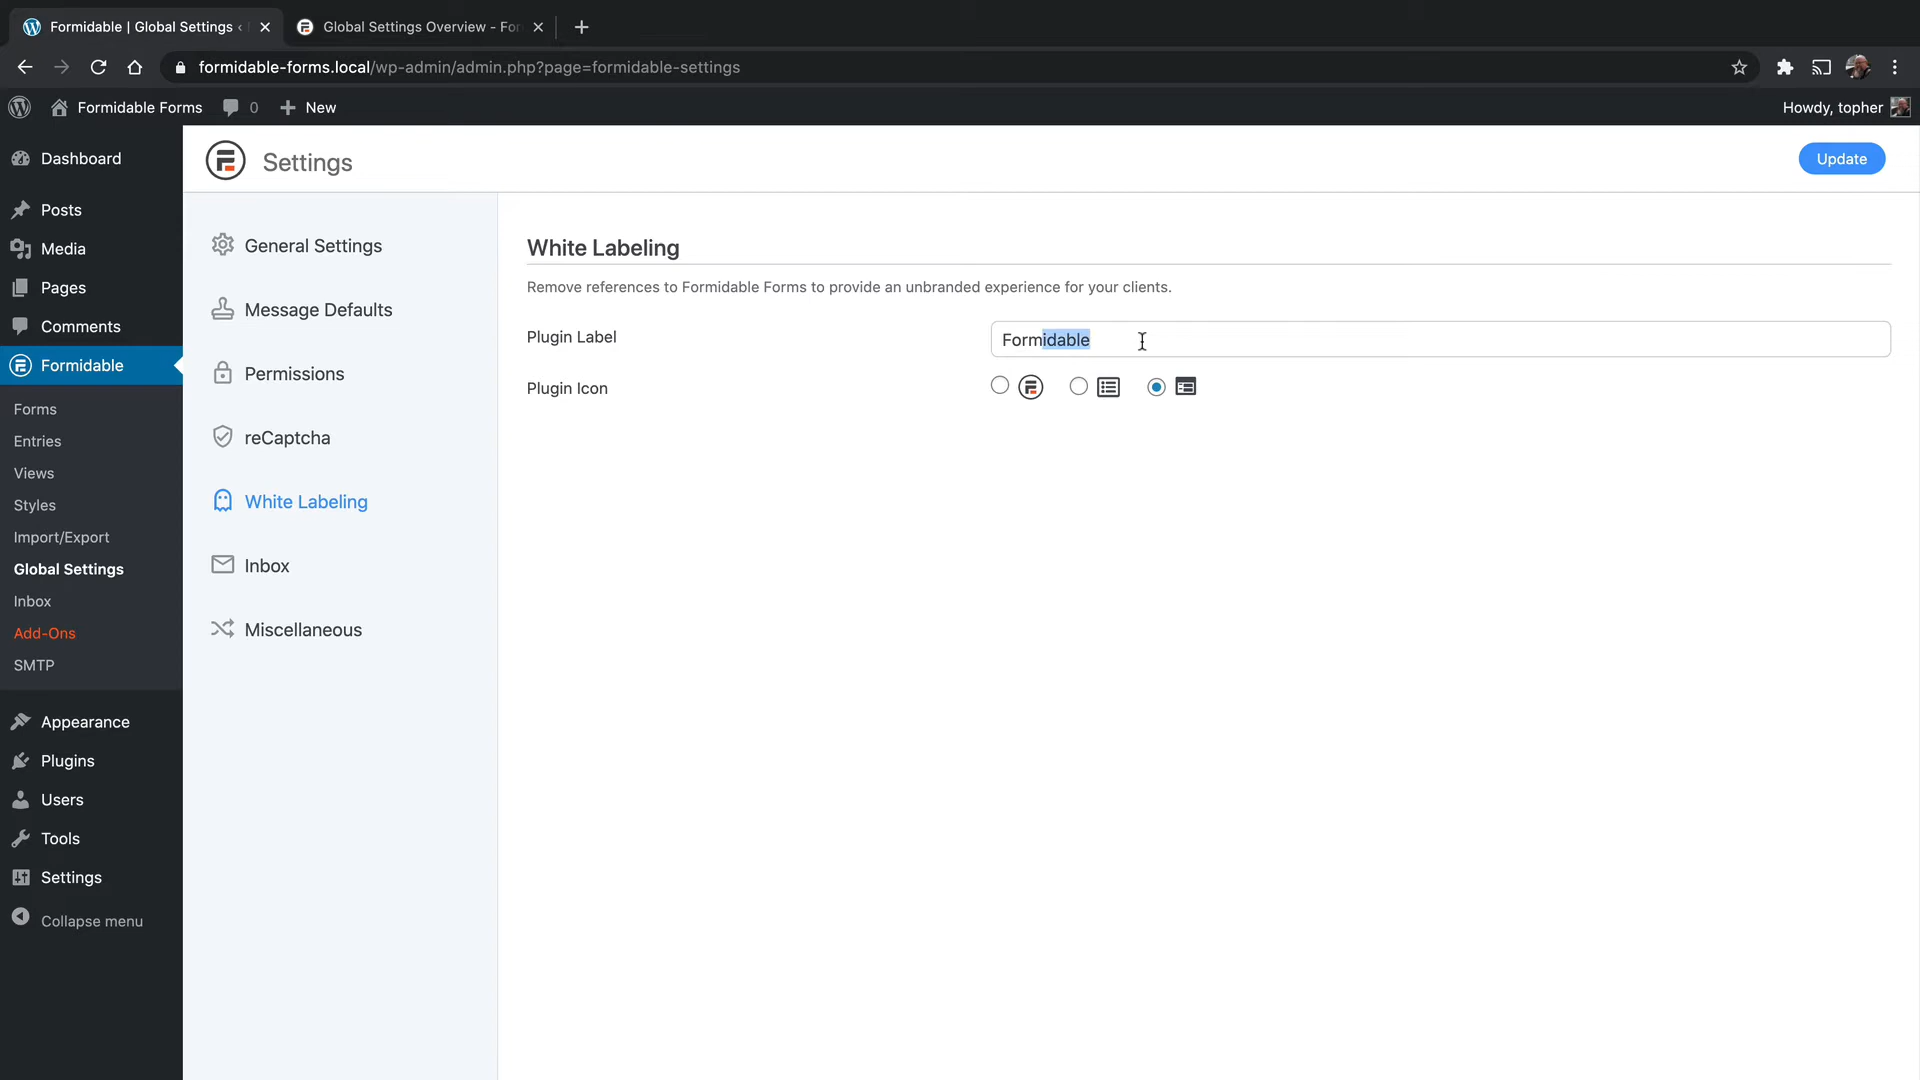 Formidable | Global Settings ‹
Global Settings Overview - For
formidable-forms.local/wp-admin/admin.php?page=formidable-settings
Formidable Forms
0
New
Howdy, topher
Dashboard
Posts
Media
Pages
Comments
Formidable
Forms
Entries
Views
Styles
Import/Export
Global Settings
Inbox
Add-Ons
SMTP
Appearance
Plugins
Users
Tools
Settings
Collapse menu
Settings
Update
General Settings
Message Defaults
Permissions
reCaptcha
White Labeling
Inbox
Miscellaneous
White Labeling
Remove references to Formidable Forms to provide an unbranded experience for your clients.
Plugin Label
Formidable
Plugin Icon